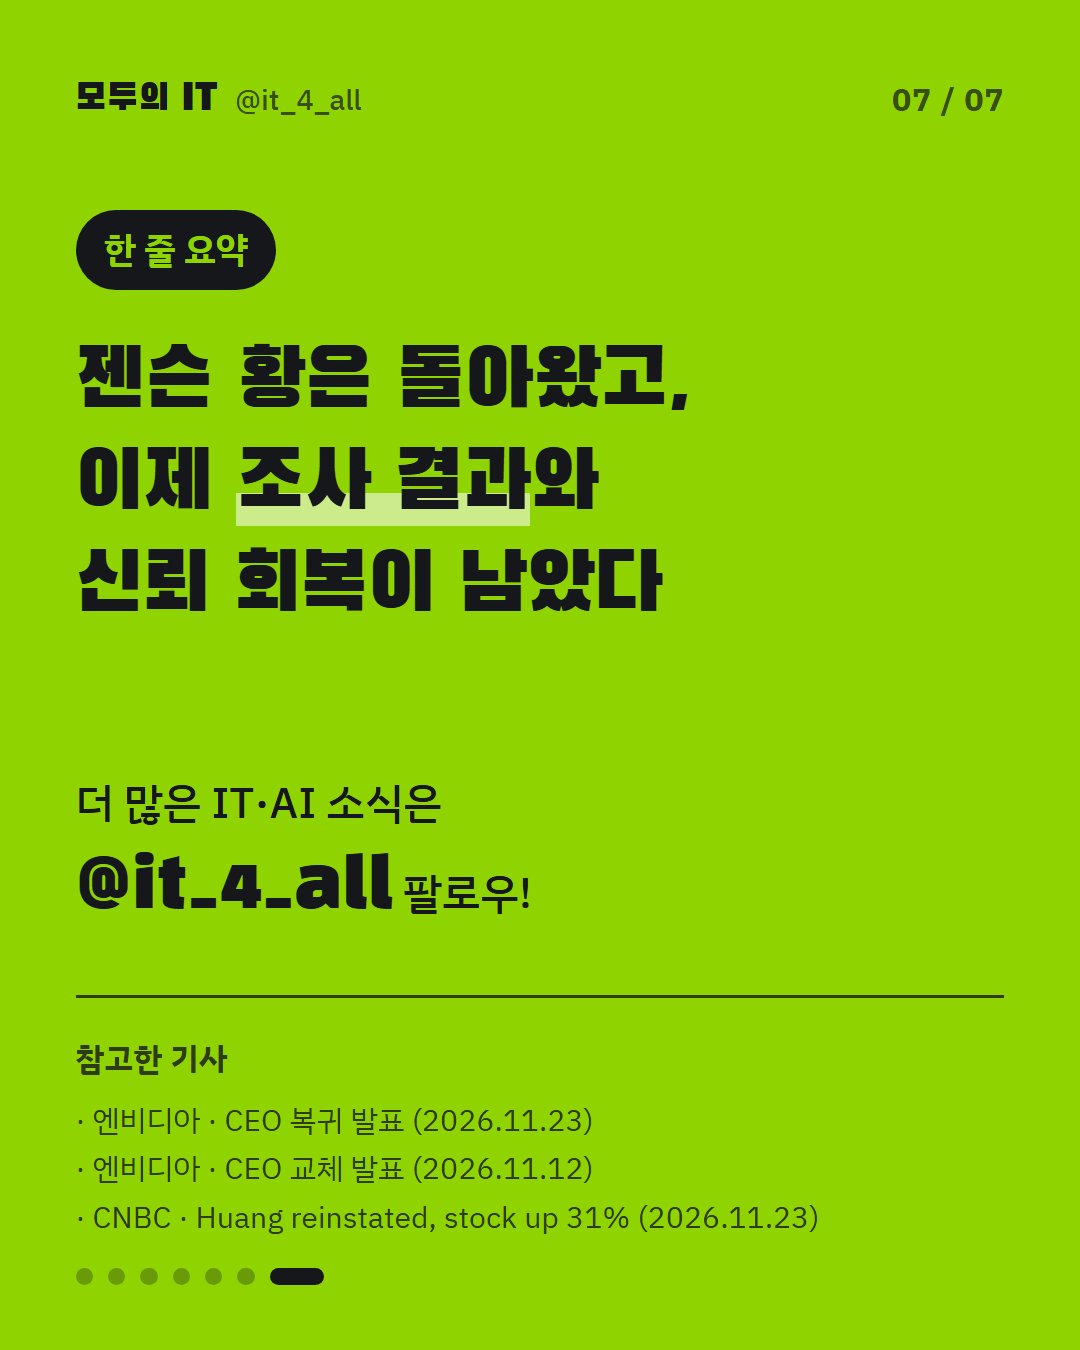 모두의 IT @it_4_all
07 / 07
한 줄 요약
젠슨 황은 돌아왔고,
이제 조사 결과와
신뢰 회복이 남았다
더 많은 IT·AI 소식은
@it_4_all 팔로우!
참고한 기사
· 엔비디아 · CEO 복귀 발표 (2026.11.23)
· 엔비디아 · CEO 교체 발표 (2026.11.12)
· CNBC · Huang reinstated, stock up 31% (2026.11.23)